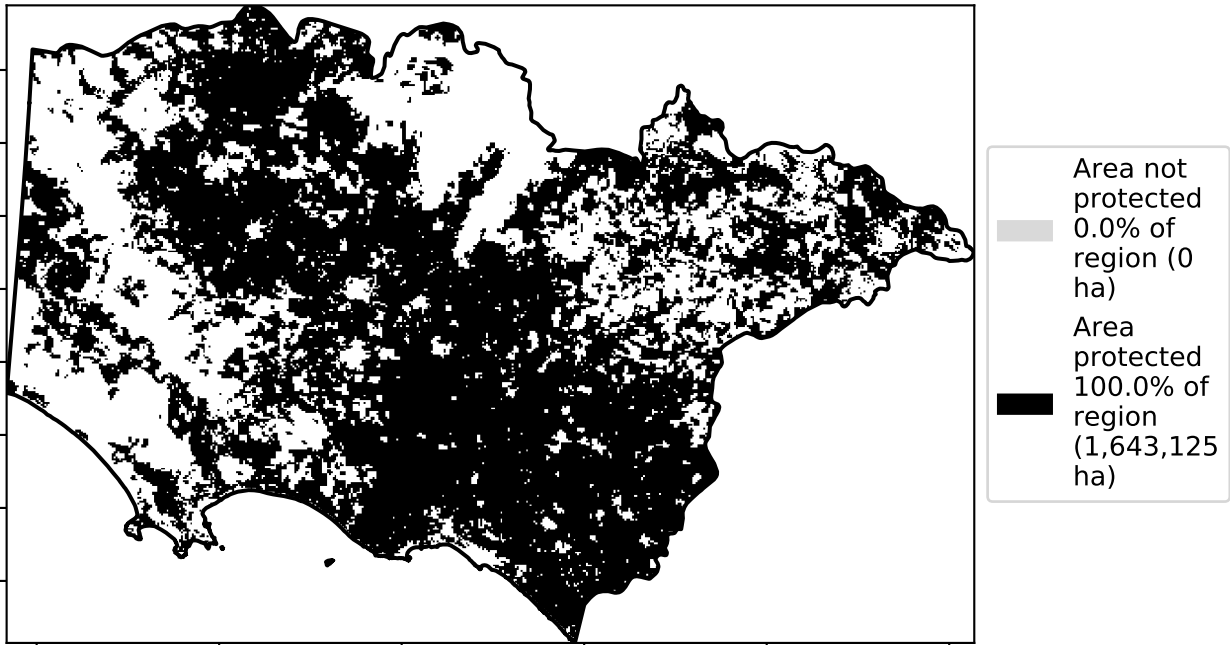 Area not
protected
0.0% of
region (0
ha)
Area
protected
100.0% of
region
(1,643,125
ha)